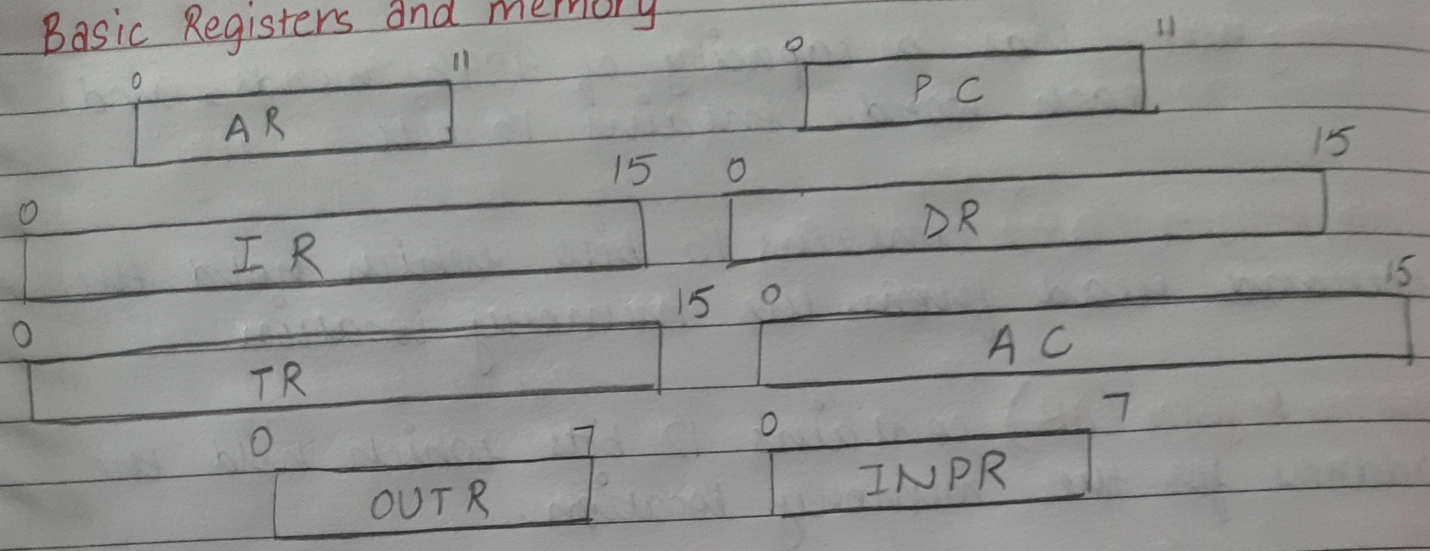 Basic Registers and memory
0 11 0 11
AR PC
0 15 0 15
IR DR
0 15 0 15
TR AC
0 7 0 7
OUTR INPR